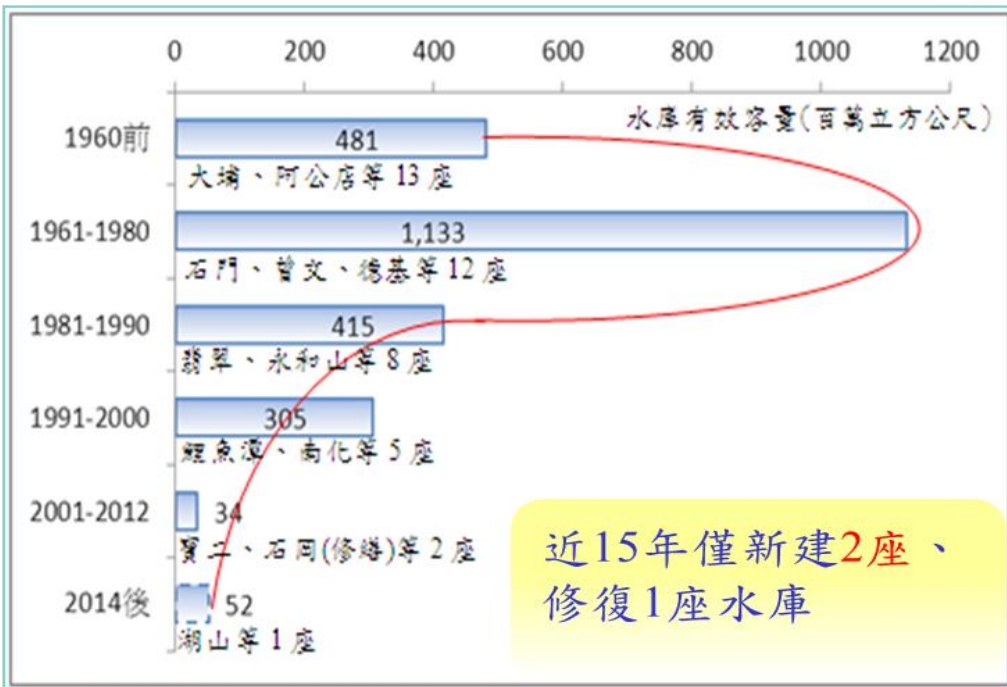 0 200 400 600 800 1000 1200
水庫有效容量(百萬立方公尺)
1960前 481
大埔、阿公店等 13 座
1961-1980 1,133
石門、曾文、德基等 12 座
1981-1990 415
翡翠、永和山等 8 座
1991-2000 305
鯉魚潭、南化等 5 座
2001-2012 34
寶二、石岡(修繕)等 2 座
2014後 52
湖山等 1 座
近15年僅新建2座、
修復1座水庫